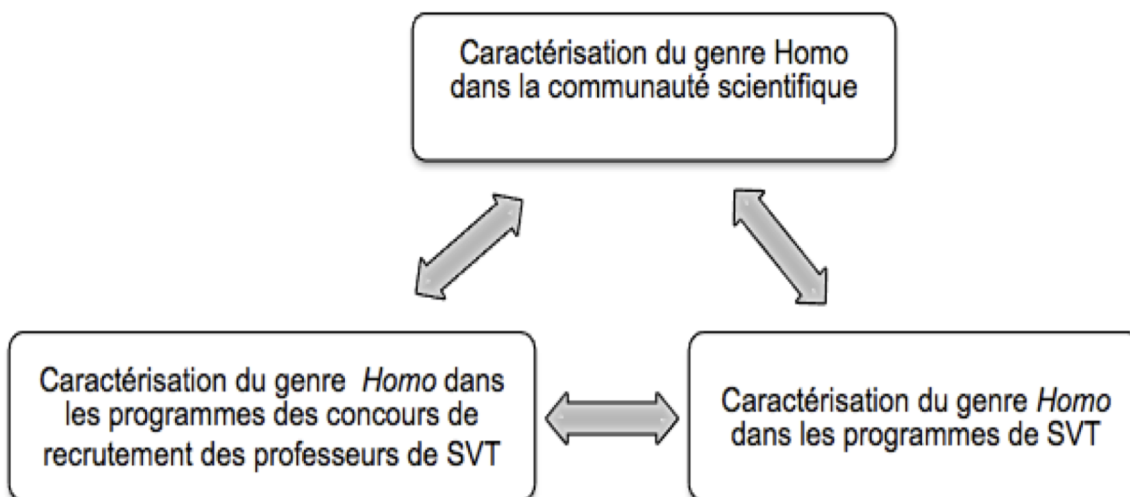 Caractérisation du genre Homo
dans la communauté scientifique
Caractérisation du genre Homo dans
les programmes des concours de
recrutement des professeurs de SVT
Caractérisation du genre Homo
dans les programmes de SVT